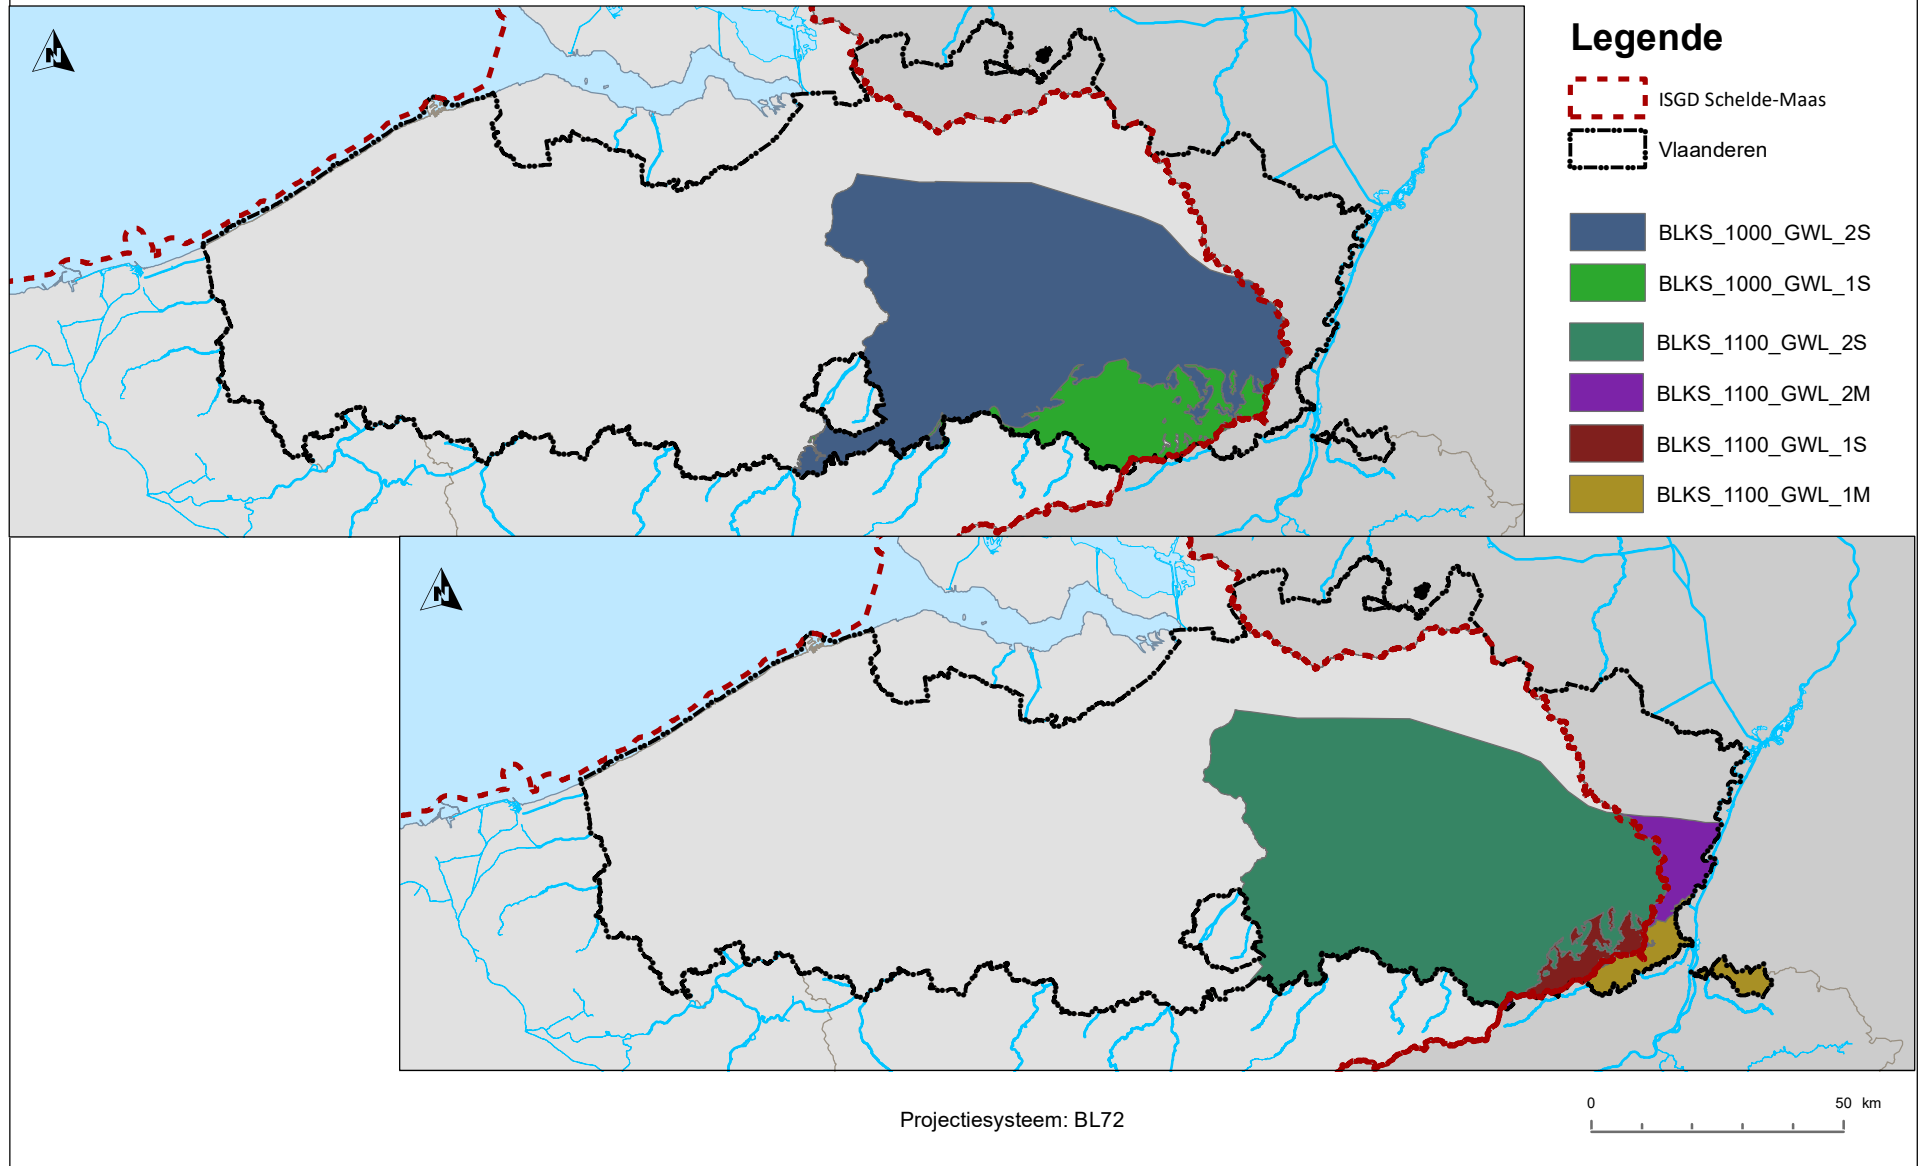 N
Legende
ISGD Schelde-Maas
Vlaanderen
BLKS_1000_GWL_2S
BLKS_1000_GWL_1S
BLKS_1100_GWL_2S
BLKS_1100_GWL_2M
BLKS_1100_GWL_1S
BLKS_1100_GWL_1M
N
Projectiesysteem: BL72
0 50 km